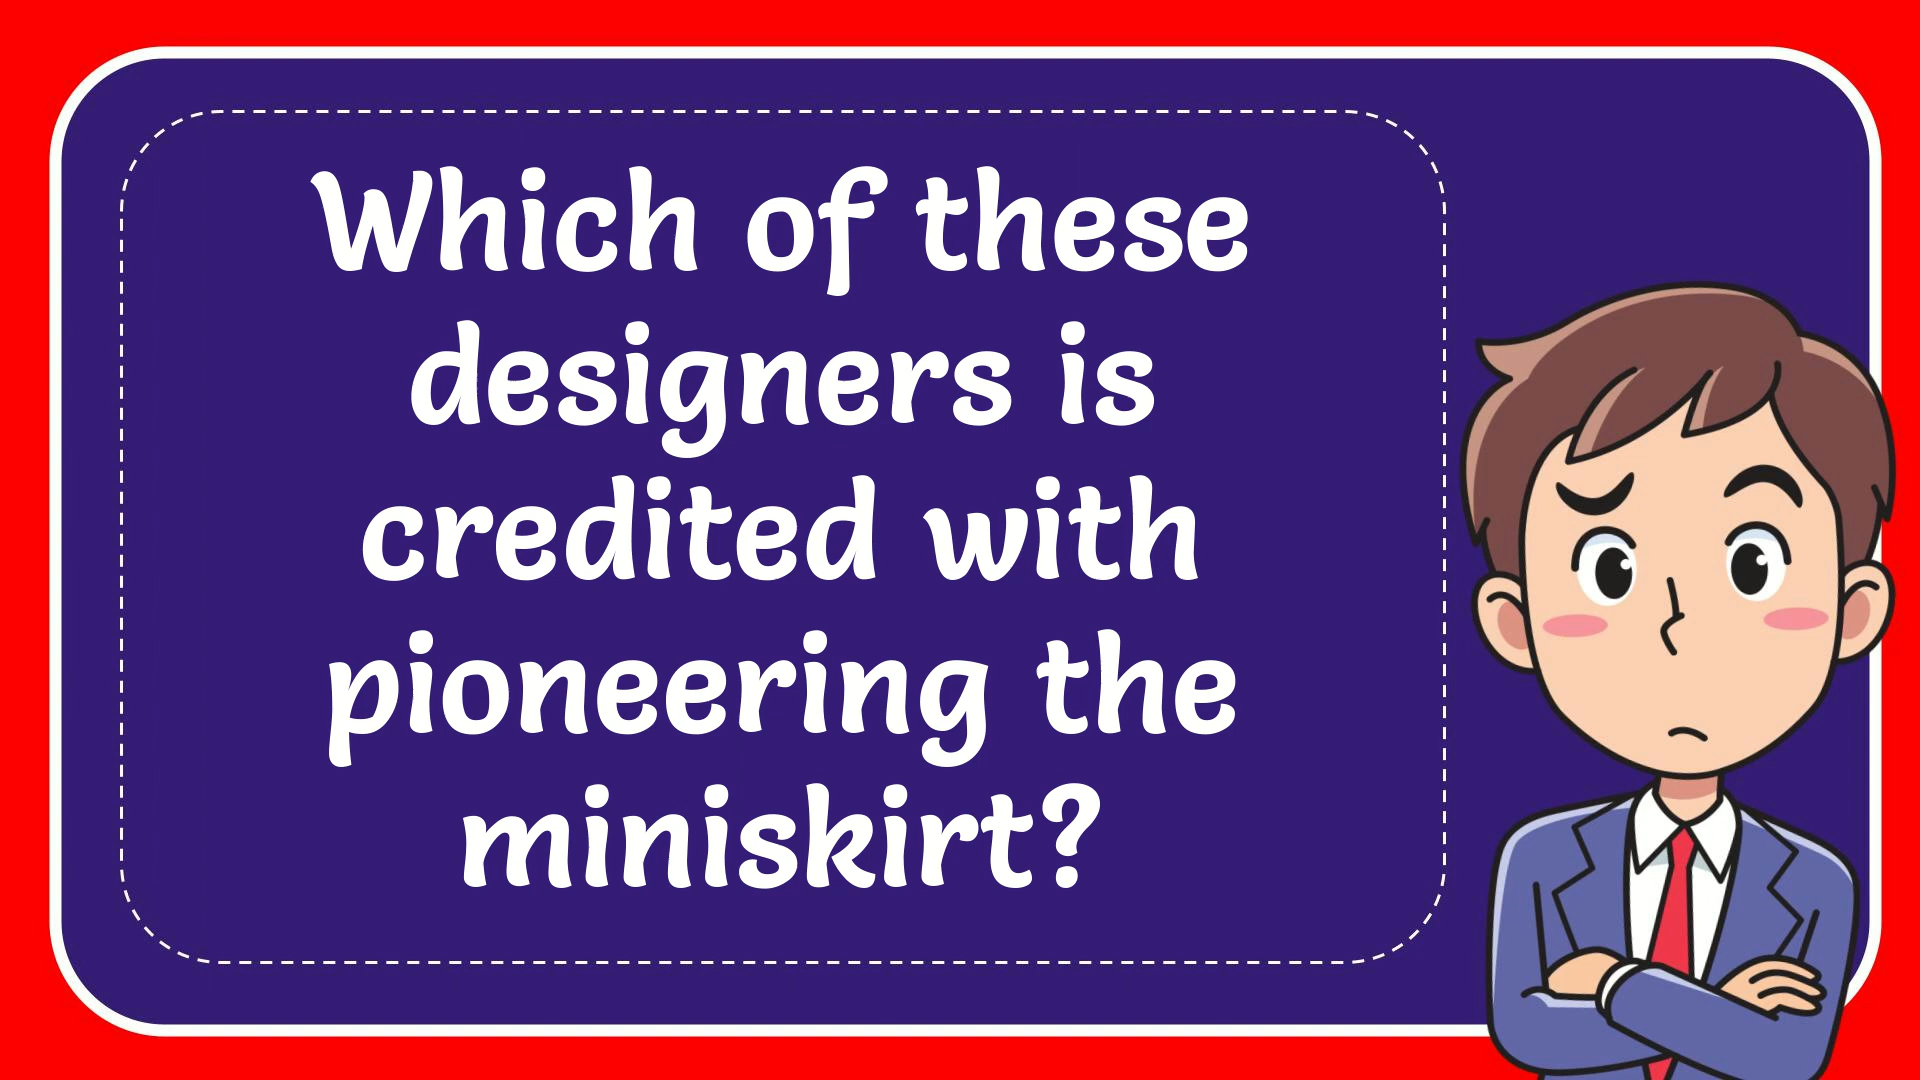 Which of these
designers is
credited with
pioneering the
miniskirt?